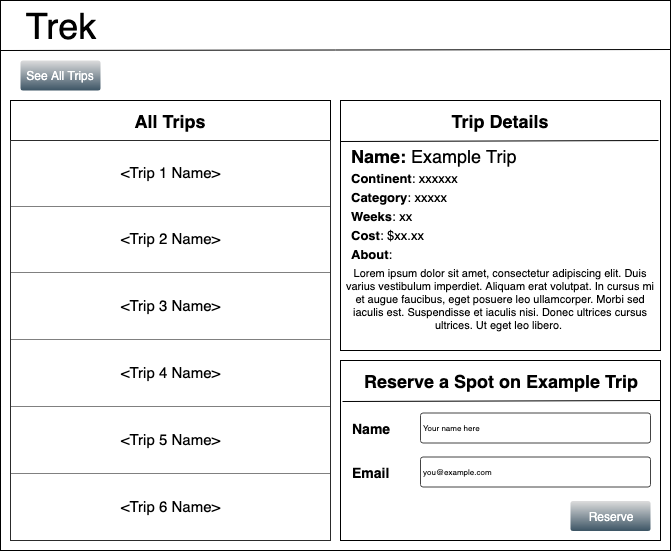 Trek
See All Trips
All Trips
<Trip 1 Name>
<Trip 2 Name>
<Trip 3 Name>
<Trip 4 Name>
<Trip 5 Name>
<Trip 6 Name>
Trip Details
Name: Example Trip
Continent: xxxxxx
Category: xxxxx
Weeks: xx
Cost: $xx.xx
About:
Lorem ipsum dolor sit amet, consectetur adipiscing elit. Duis
varius vestibulum imperdiet. Aliquam erat volutpat. In cursus mi
et augue faucibus, eget posuere leo ullamcorper. Morbi sed
iaculis est. Suspendisse et iaculis nisi. Donec ultrices cursus
ultrices. Ut eget leo libero.
Reserve a Spot on Example Trip
Name
Your name here
Email
you@example.com
Reserve